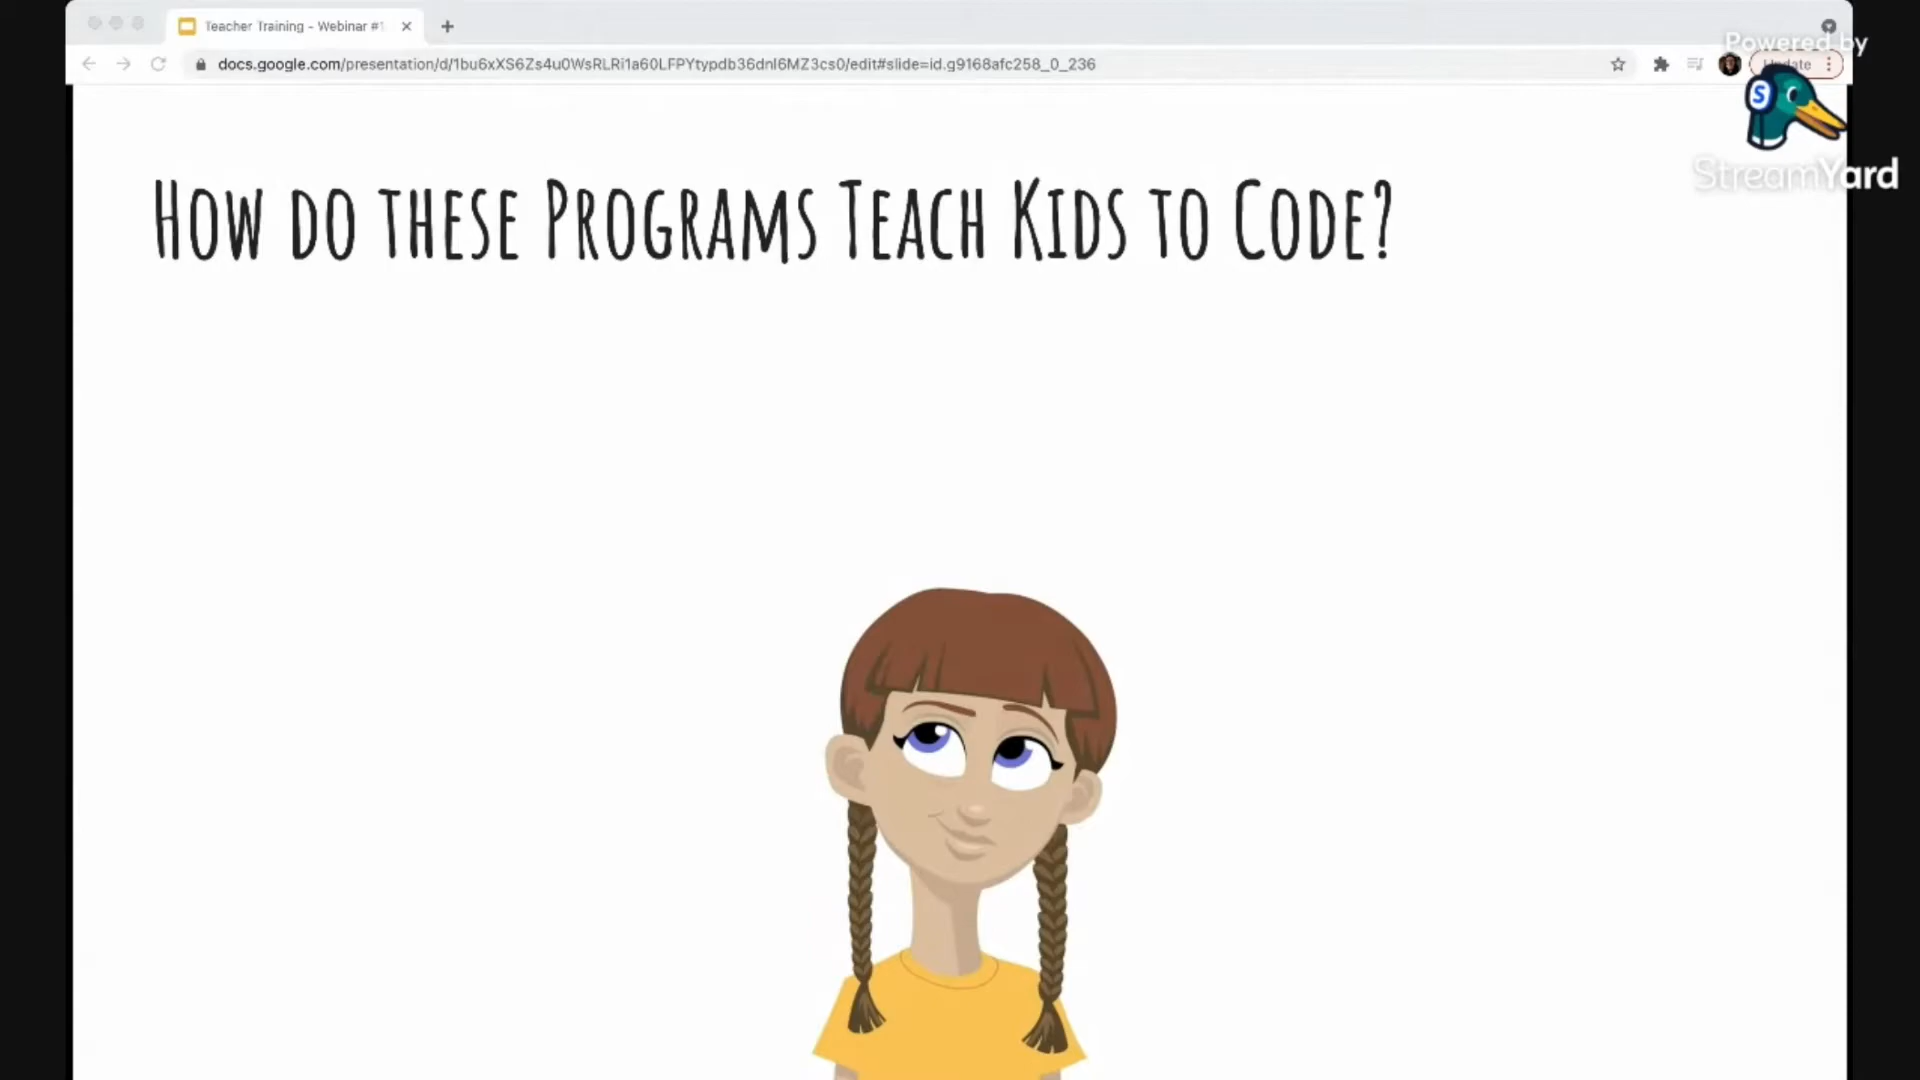 Teacher Training - Webinar #1
docs.google.com/presentation/d/1bu6xXS6Zs4u0WsRLRi1a60LFPYtypdb36dnl6MZ3cs0/edit#slide=id.g9168afc258_0_236
Update
Powered by
S
StreamYard
How do these Programs Teach Kids to Code?